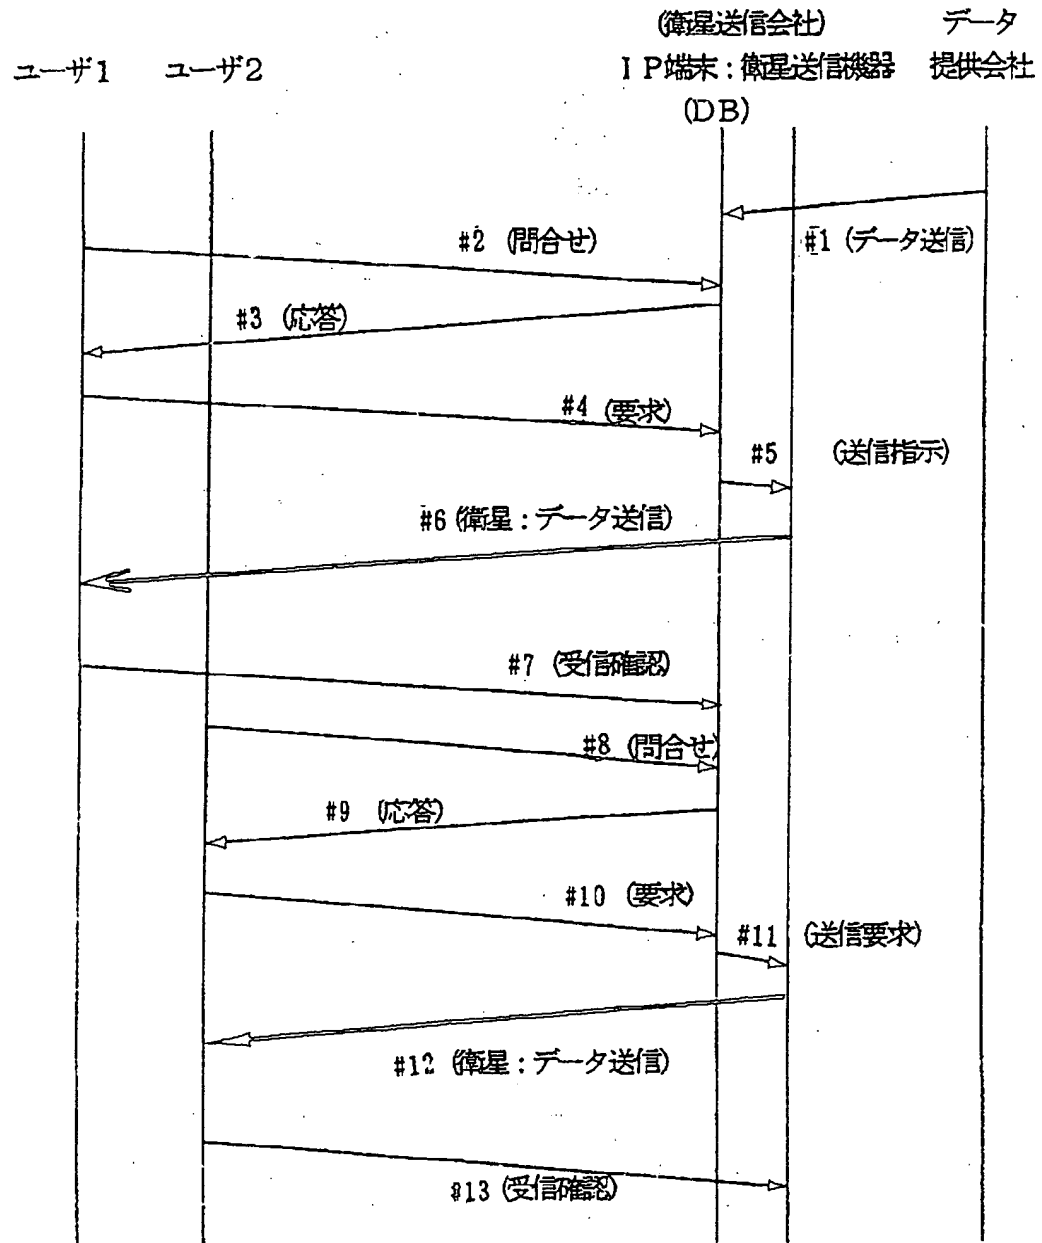 (衛星送信会社) データ
ユーザ1 ユーザ2 IP端末：衛星送信機器 提供会社
(DB)
#2 (問合せ) #1 (データ送信)
#3 (応答)
#4 (要求)
#5 (送信指示)
#6 (衛星：データ送信)
#7 (受信確認)
#8 (問合せ)
#9 (応答)
#10 (要求)
#11 (送信要求)
#12 (衛星：データ送信)
#13 (受信確認)